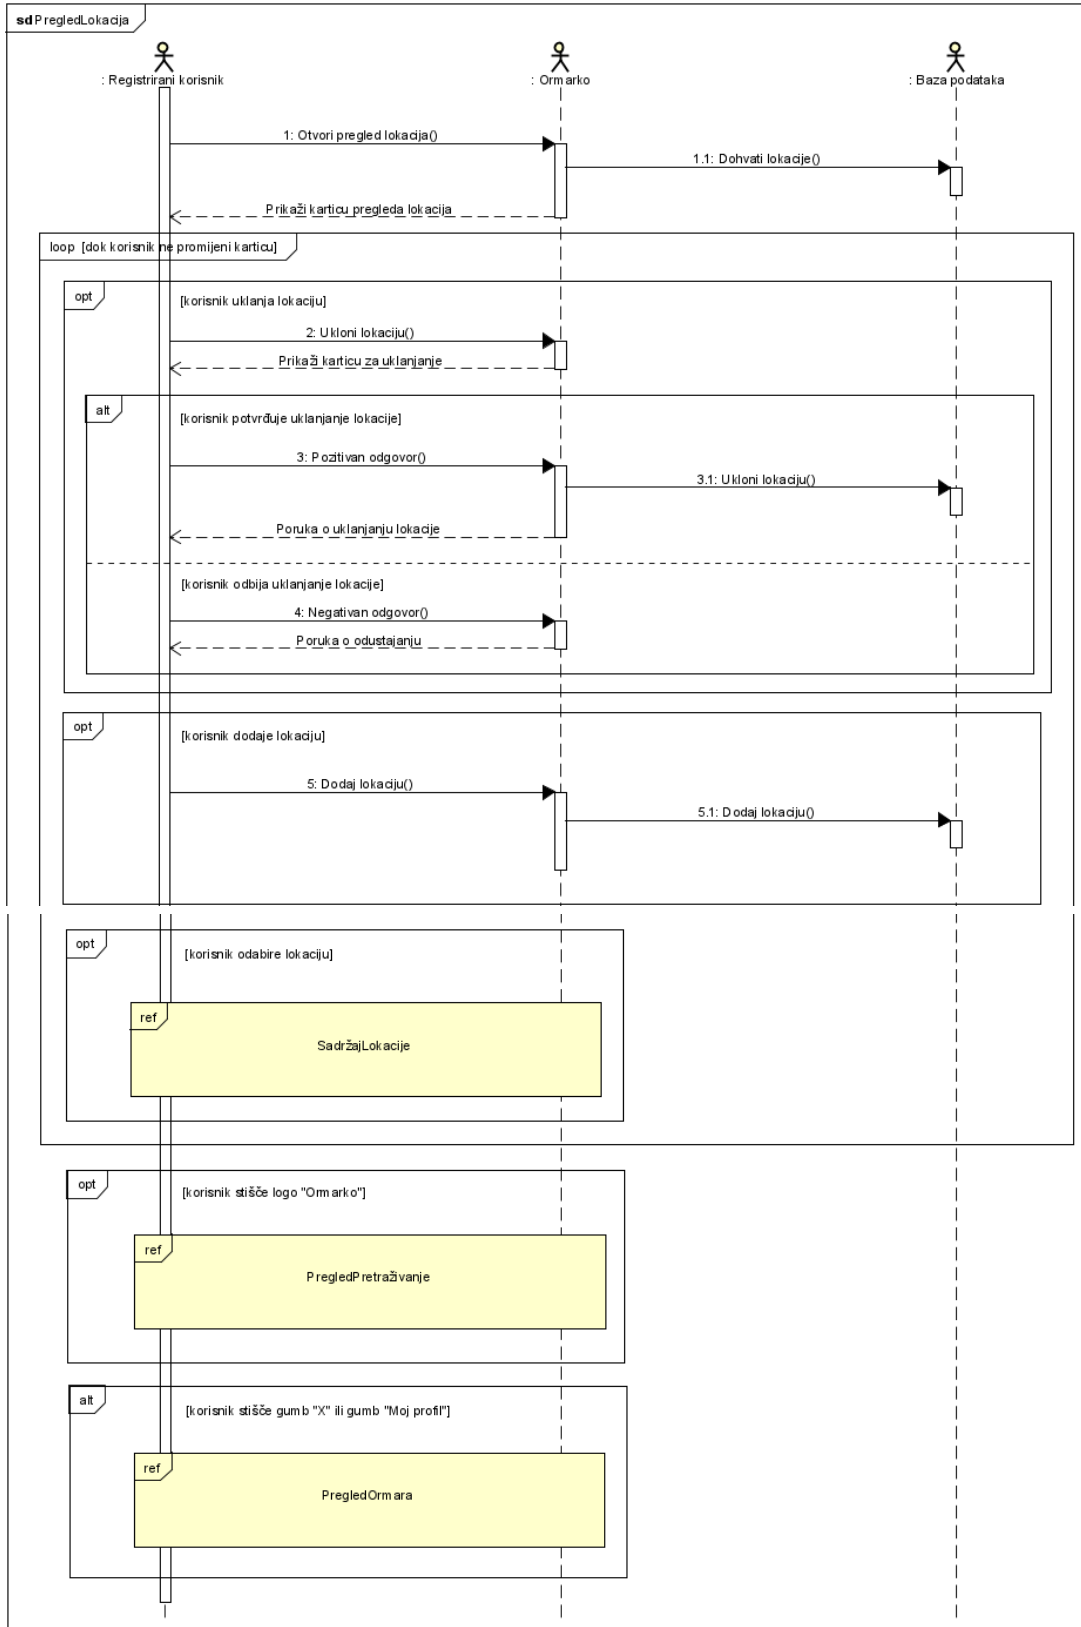 sd PregledLokacija
: Registrirani korisnik
: Ormarko
: Baza podataka
1: Otvori pregled lokacija()
1.1: Dohvati lokacije()
Prikaži karticu pregleda lokacija
loop [dok korisnik ne promijeni karticu]
opt
[korisnik uklanja lokaciju]
2: Ukloni lokaciju()
Prikaži karticu za uklanjanje
alt
[korisnik potvrđuje uklanjanje lokacije]
3: Pozitivan odgovor()
3.1: Ukloni lokaciju()
Poruka o uklanjanju lokacije
[korisnik odbija uklanjanje lokacije]
4: Negativan odgovor()
Poruka o odustajanju
opt
[korisnik dodaje lokaciju]
5: Dodaj lokaciju()
5.1: Dodaj lokaciju()
opt
[korisnik odabire lokaciju]
ref
SadržajLokacije
opt
[korisnik stišče logo "Ormarko"]
ref
PregledPretraživanje
alt
[korisnik stišče gumb "X" ili gumb "Moj profil"]
ref
PregledOrmara